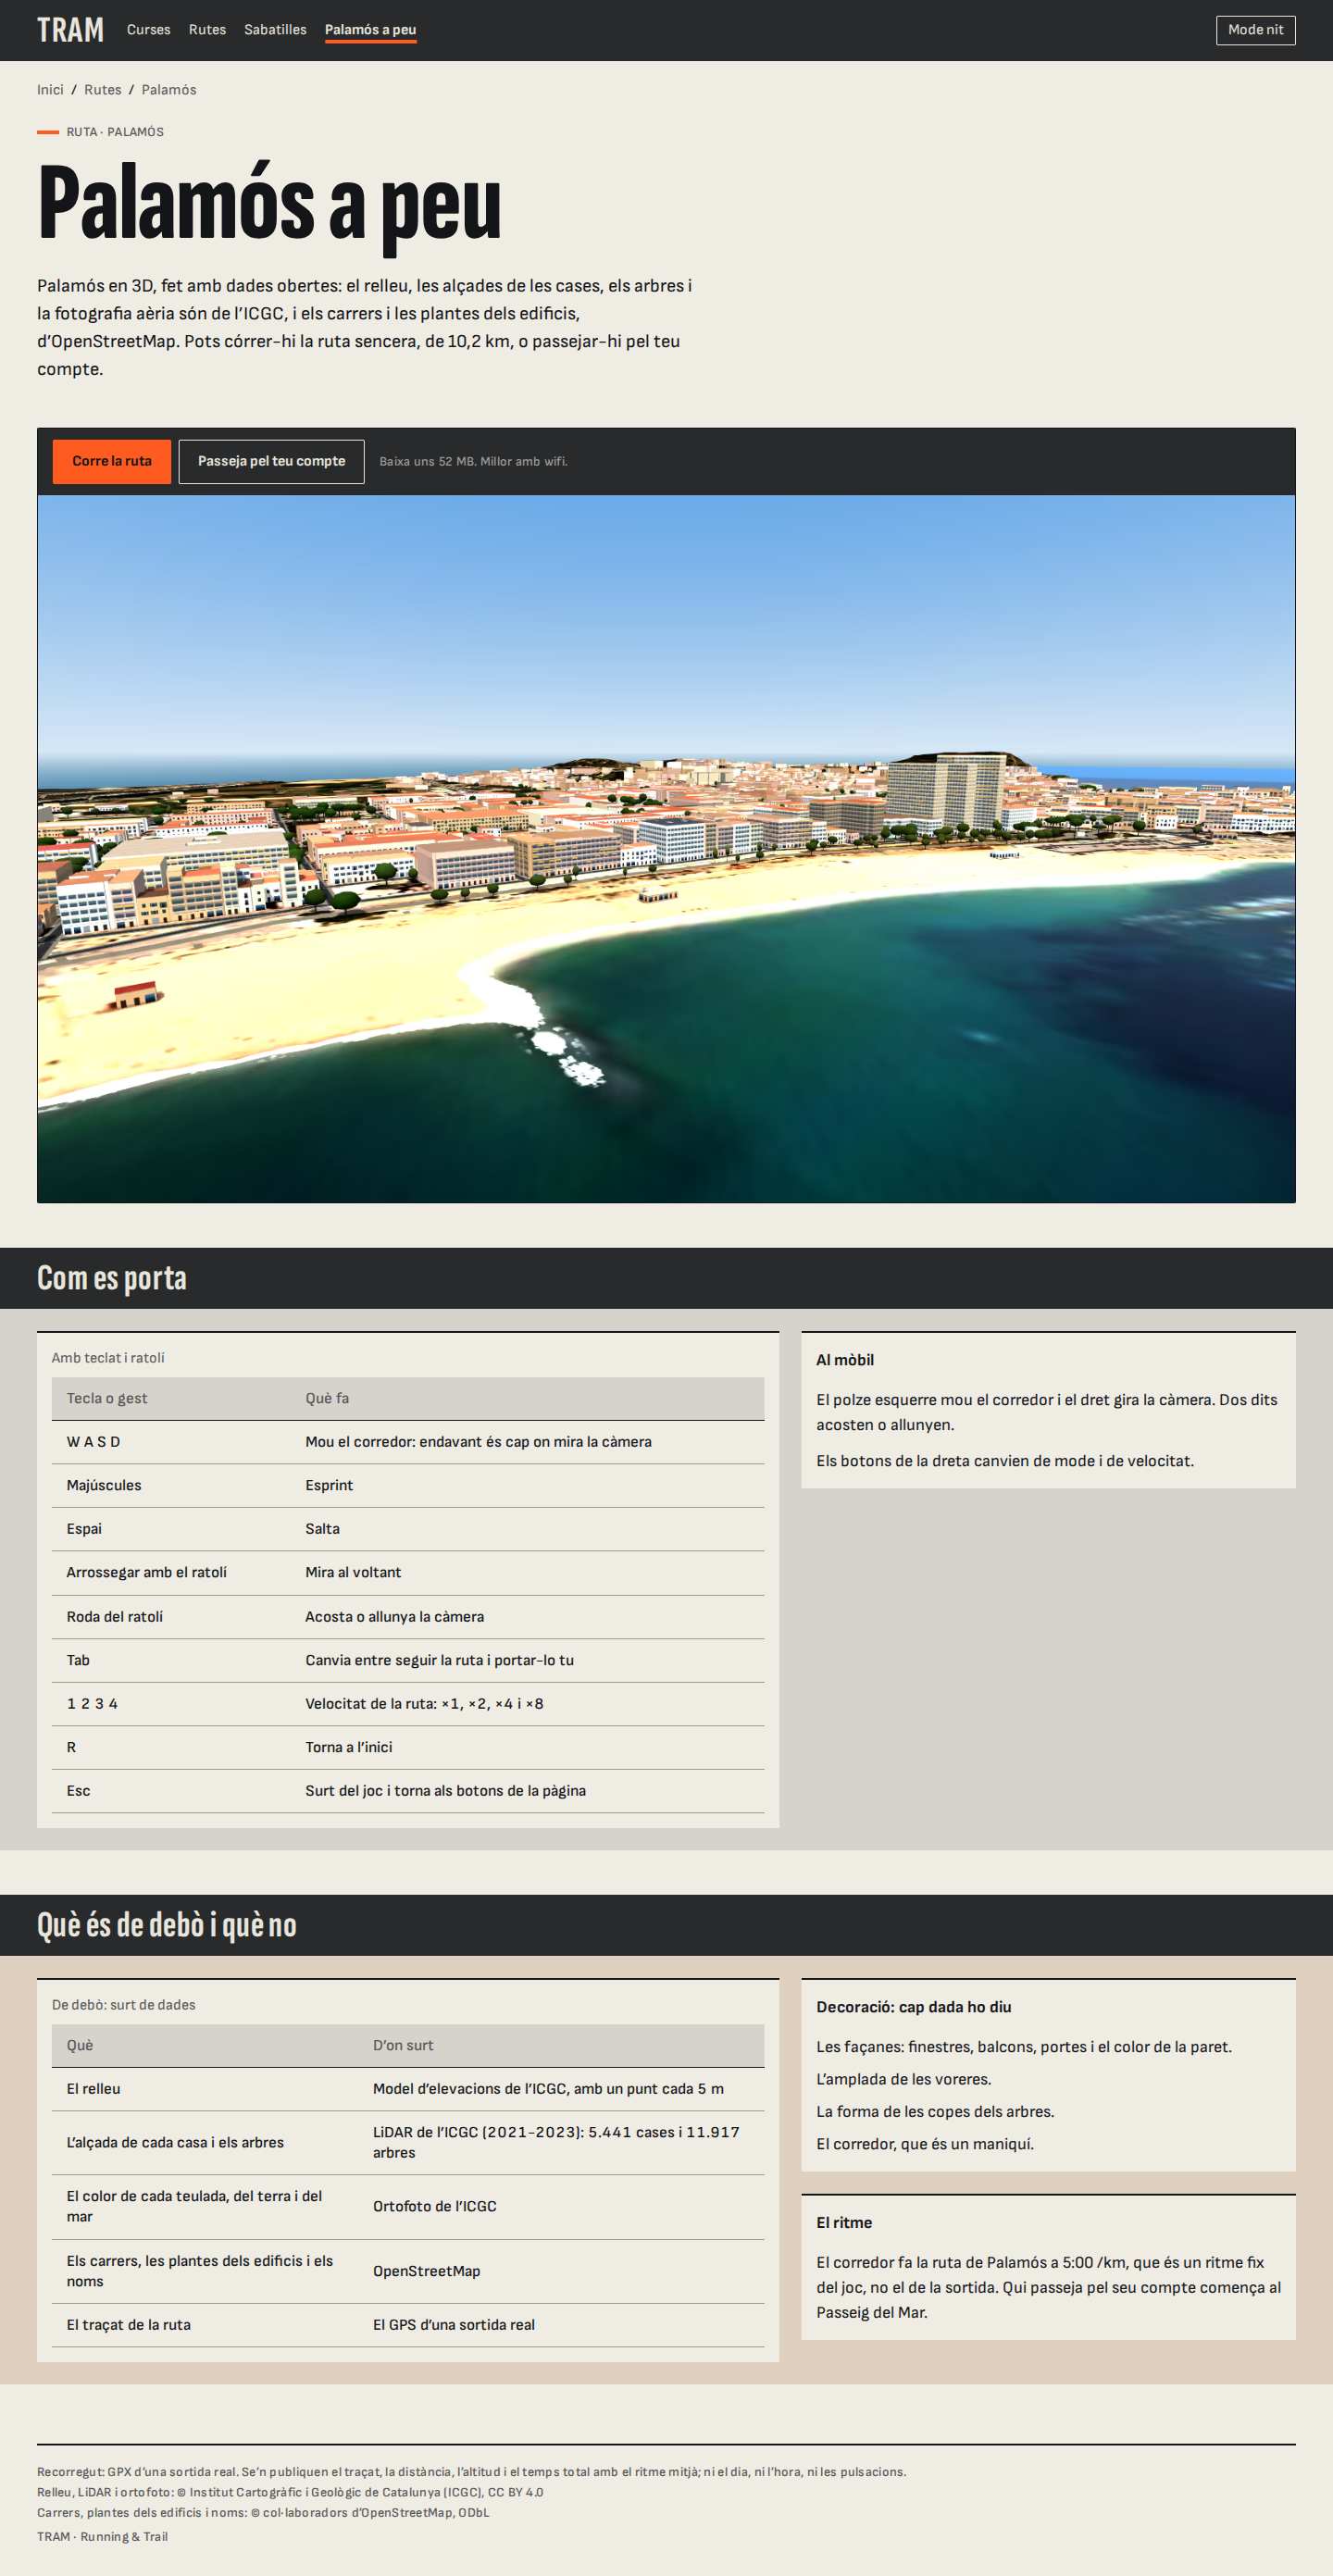 TRAM Curses Rutes Sabatilles Palamós a peu Mode nit
Inici / Rutes / Palamós
RUTA · PALAMÓS
Palamós a peu
Palamós en 3D, fet amb dades obertes: el relleu, les alçades de les cases, els arbres i
la fotografia aèria són de l’ICGC, i els carrers i les plantes dels edificis,
d’OpenStreetMap. Pots córrer-hi la ruta sencera, de 10,2 km, o passejar-hi pel teu
compte.
Corre la ruta Passeja pel teu compte Baixa uns 52 MB. Millor amb wifi.
Com es porta
Amb teclat i ratolí
Tecla o gest Què fa
W A S D Mou el corredor: endavant és cap on mira la càmera
Majúscules Esprint
Espai Salta
Arrossegar amb el ratolí Mira al voltant
Roda del ratolí Acosta o allunya la càmera
Tab Canvia entre seguir la ruta i portar-lo tu
1 2 3 4 Velocitat de la ruta: ×1, ×2, ×4 i ×8
R Torna a l’inici
Esc Surt del joc i torna als botons de la pàgina
Al mòbil
El polze esquerre mou el corredor i el dret gira la càmera. Dos dits
acosten o allunyen.
Els botons de la dreta canvien de mode i de velocitat.
Què és de debò i què no
De debò: surt de dades
Què D’on surt
El relleu Model d’elevacions de l’ICGC, amb un punt cada 5 m
L’alçada de cada casa i els arbres LiDAR de l’ICGC (2021-2023): 5.441 cases i 11.917
arbres
El color de cada teulada, del terra i del
mar Ortofoto de l’ICGC
Els carrers, les plantes dels edificis i els
noms OpenStreetMap
El traçat de la ruta El GPS d’una sortida real
Decoració: cap dada ho diu
Les façanes: finestres, balcons, portes i el color de la paret.
L’amplada de les voreres.
La forma de les copes dels arbres.
El corredor, que és un maniquí.
El ritme
El corredor fa la ruta de Palamós a 5:00 /km, que és un ritme fix
del joc, no el de la sortida. Qui passeja pel seu compte comença al
Passeig del Mar.
Recorregut: GPX d’una sortida real. Se’n publiquen el traçat, la distància, l’altitud i el temps total amb el ritme mitjà; ni el dia, ni l’hora, ni les pulsacions.
Relleu, LiDAR i ortofoto: © Institut Cartogràfic i Geològic de Catalunya (ICGC), CC BY 4.0
Carrers, plantes dels edificis i noms: © col·laboradors d’OpenStreetMap, ODbL
TRAM · Running & Trail